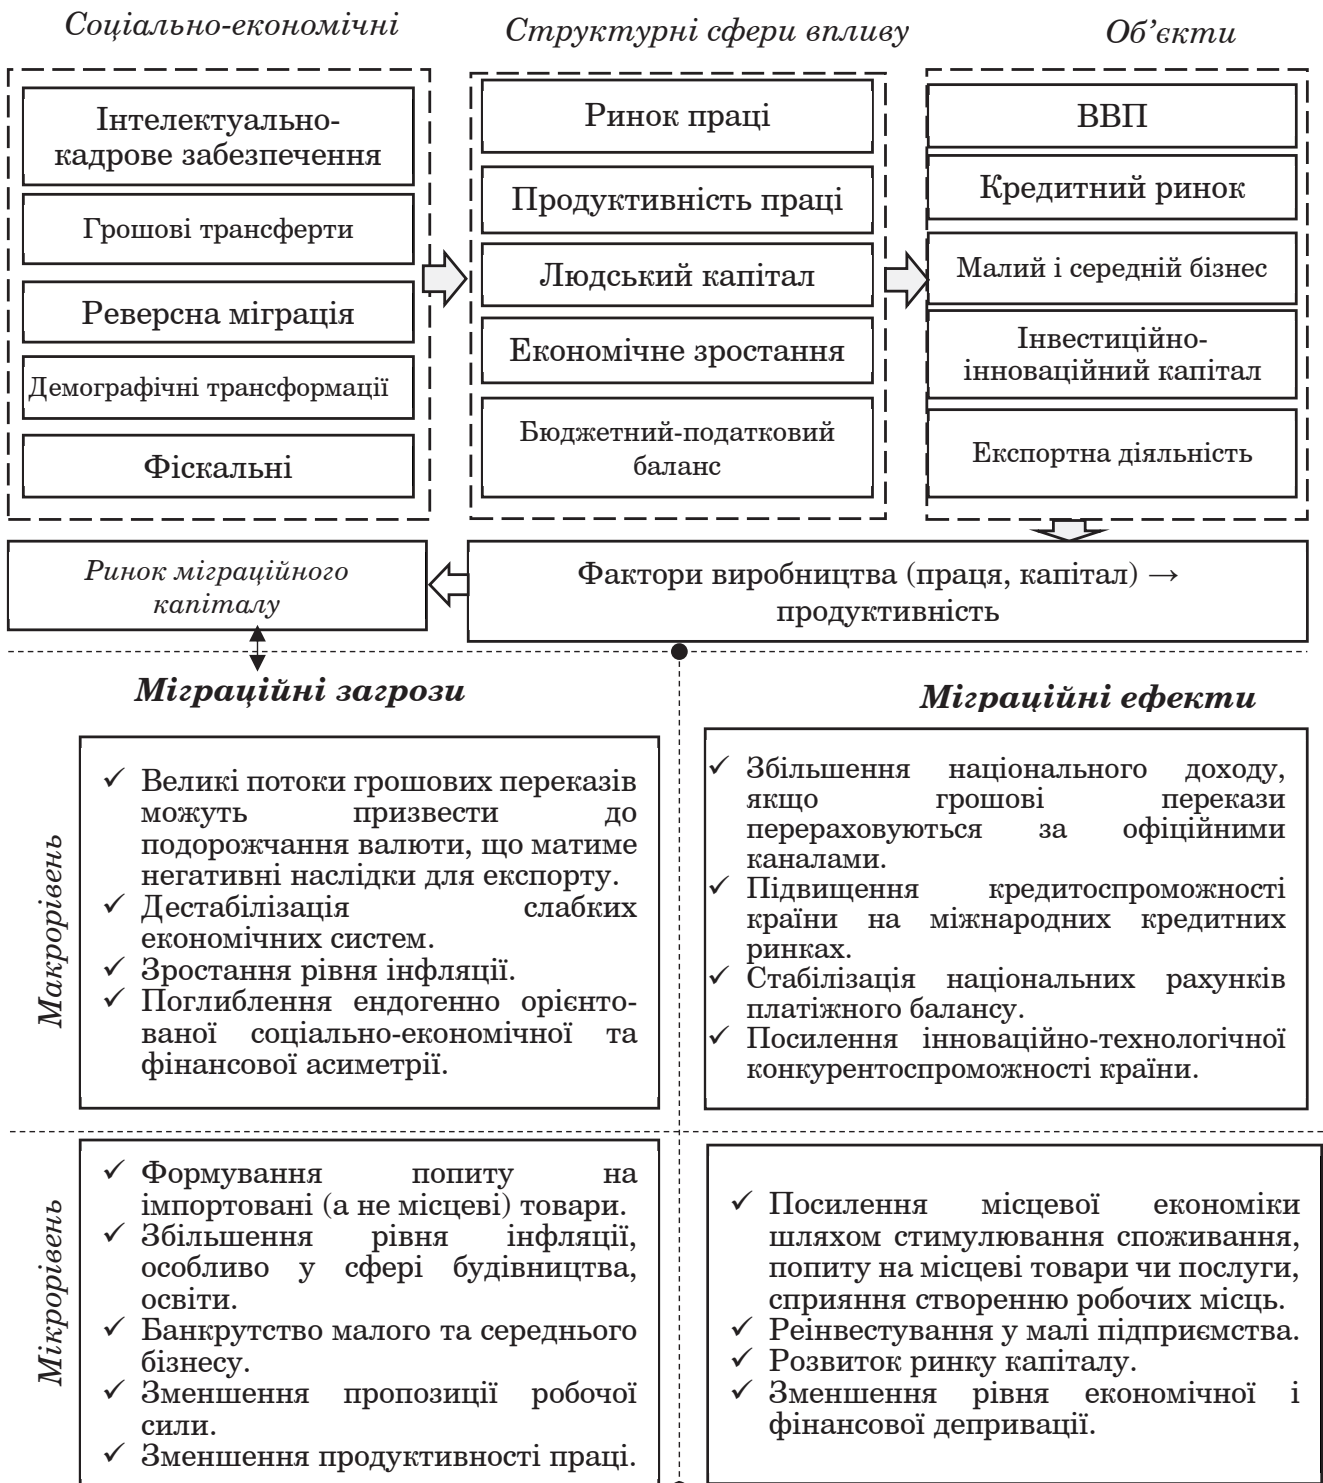 Соціально-економічні
Структурні сфери впливу
Об’єкти
Інтелектуально-
кадрове забезпечення
Грошові трансферти
Реверсна міграція
Демографічні трансформації
Фіскальні
Ринок праці
Продуктивність праці
Людський капітал
Економічне зростання
Бюджетний-податковий
баланс
ВВП
Кредитний ринок
Малий і середній бізнес
Інвестиційно-
інноваційний капітал
Експортна діяльність
Ринок міграційного
капіталу
Фактори виробництва (праця, капітал) →
продуктивність
Міграційні загрози
Міграційні ефекти
Макрорівень
✓ Великі потоки грошових переказів
можуть призвести до
подорожчання валюти, що матиме
негативні наслідки для експорту.
✓ Дестабілізація слабких
економічних систем.
✓ Зростання рівня інфляції.
✓ Поглиблення ендогенно орієнто-
ваної соціально-економічної та
фінансової асиметрії.
✓ Збільшення національного доходу,
якщо грошові перекази
перераховуються за офіційними
каналами.
✓ Підвищення кредитоспроможності
країни на міжнародних кредитних
ринках.
✓ Стабілізація національних рахунків
платіжного балансу.
✓ Посилення інноваційно-технологічної
конкурентоспроможності країни.
Мікрорівень
✓ Формування попиту на
імпортовані (а не місцеві) товари.
✓ Збільшення рівня інфляції,
особливо у сфері будівництва,
освіти.
✓ Банкрутство малого та середнього
бізнесу.
✓ Зменшення пропозиції робочої
сили.
✓ Зменшення продуктивності праці.
✓ Посилення місцевої економіки
шляхом стимулювання споживання,
попиту на місцеві товари чи послуги,
сприяння створенню робочих місць.
✓ Реінвестування у малі підприємства.
✓ Розвиток ринку капіталу.
✓ Зменшення рівня економічної і
фінансової депривації.